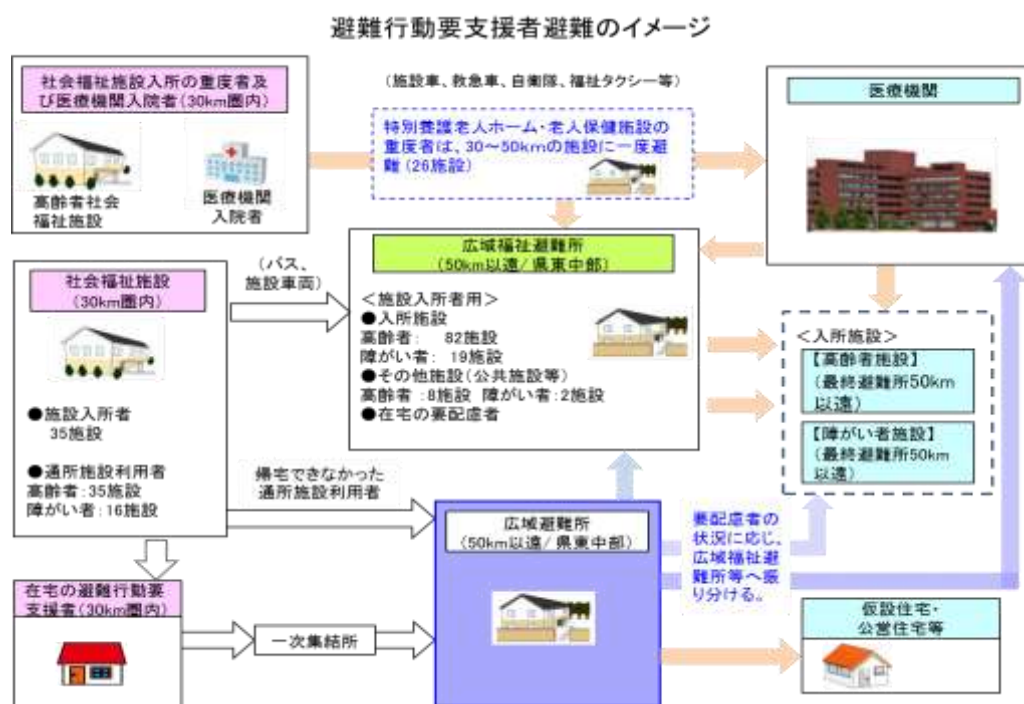 避難行動要支援者避難のイメージ
社会福祉施設入所の重度者及
び医療機関入院者(30km圏内)
高齢者社会
福祉施設
医療機関
入院者
(施設車、救急車、自衛隊、福祉タクシー等)
特別養護老人ホーム・老人保健施設の
重度者は、30～50kmの施設に一度避
難(26施設)
医療機関
社会福祉施設
(30km圏内)
●施設入所者
35施設
●通所施設利用者
高齢者:35施設
障がい者:16施設
(バス、
施設車両)
広域福祉避難所
(50km以遠/県東中部)
＜施設入所者用＞
●入所施設
高齢者: 82施設
障がい者: 19施設
●その他施設(公共施設等)
高齢者:8施設 障がい者:2施設
●在宅の要配慮者
＜入所施設＞
【高齢者施設】
(最終避難所50km
以遠)
【障がい者施設】
(最終避難所50km
以遠)
帰宅できなかった
通所施設利用者
広域避難所
(50km以遠/県東中部)
要配慮者の
状況に応じ、
広域福祉避
難所等へ振
り分ける。
在宅の避難行動要
支援者(30km圏内)
一次集結所
仮設住宅・
公営住宅等